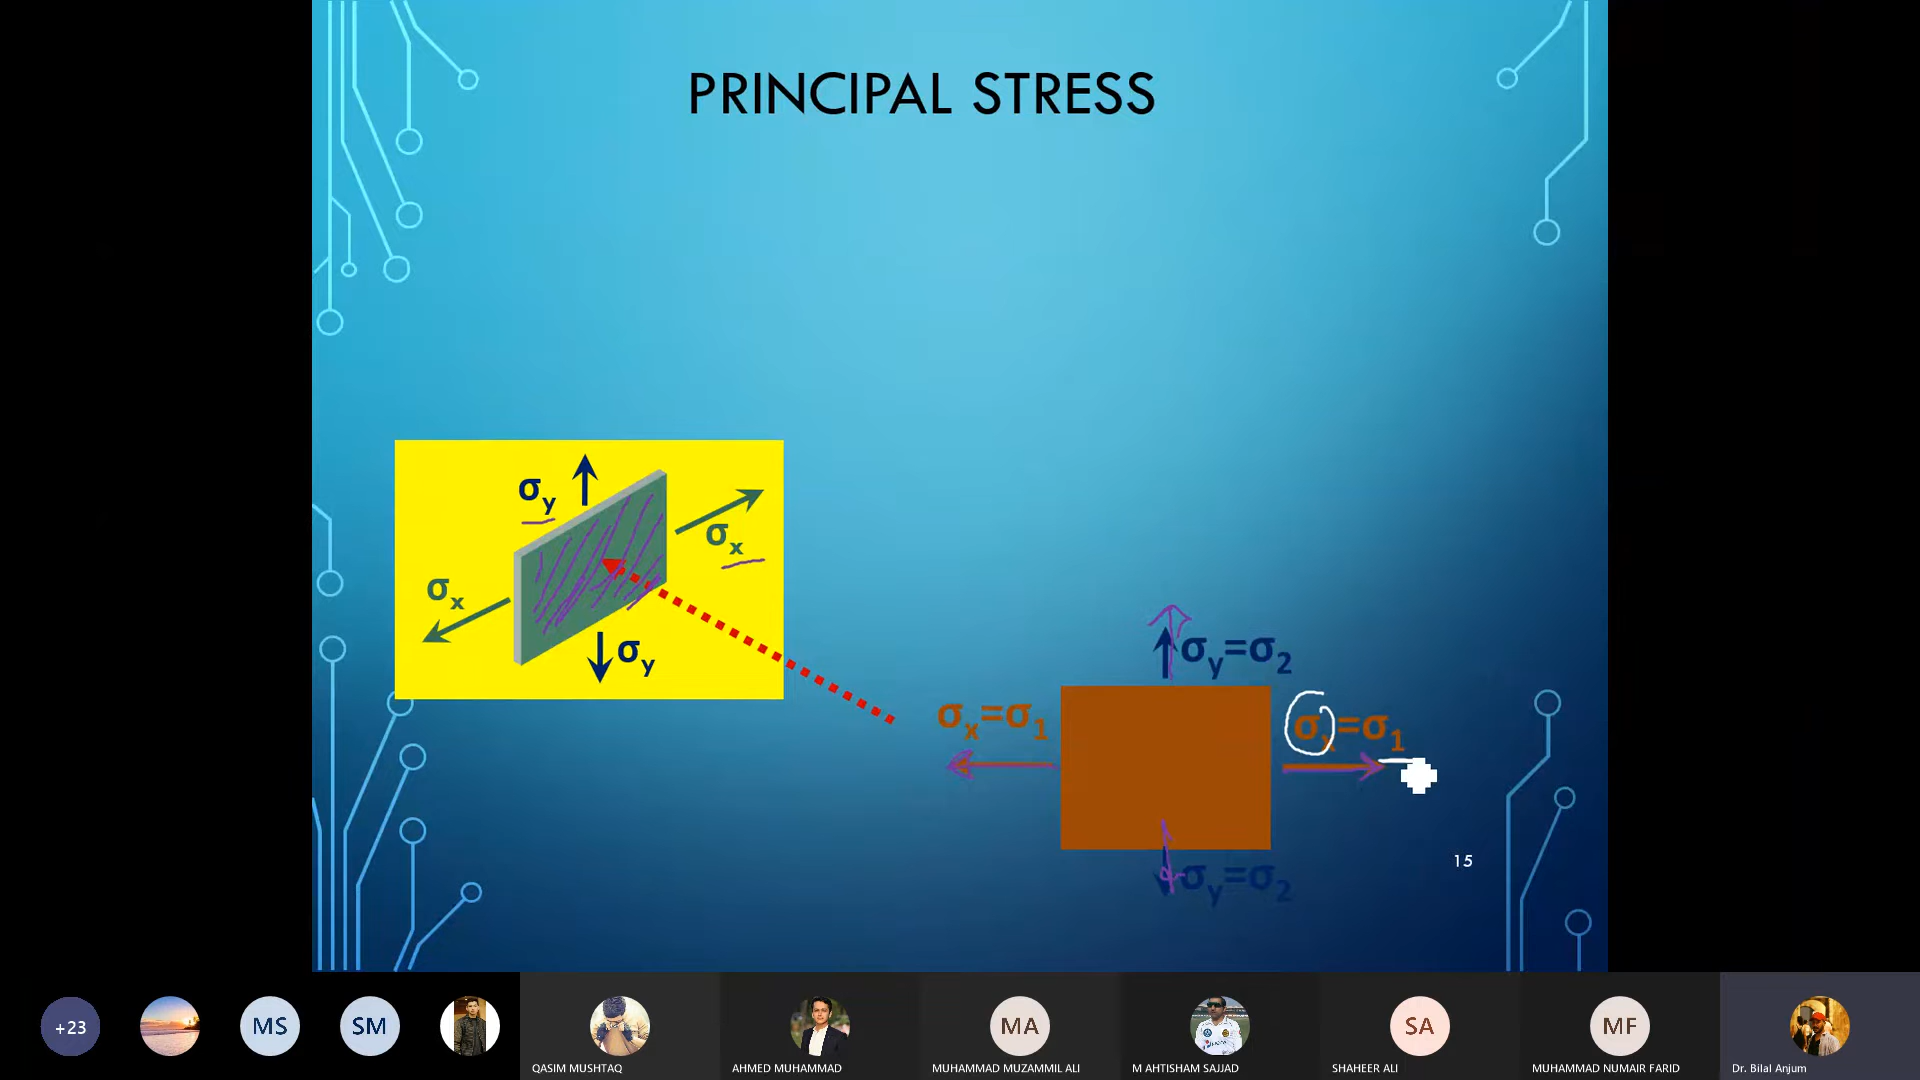 PRINCIPAL STRESS
σy
σx
σx
σy
σy=σ2
σx=σ1
σx=σ1
σy=σ2
15
+23
MS
SM
MA
SA
MF
QASIM MUSHTAQ
AHMED MUHAMMAD
MUHAMMAD MUZAMMIL ALI
M AHTISHAM SAJJAD
SHAHEER ALI
MUHAMMAD NUMAIR FARID
Dr. Bilal Anjum